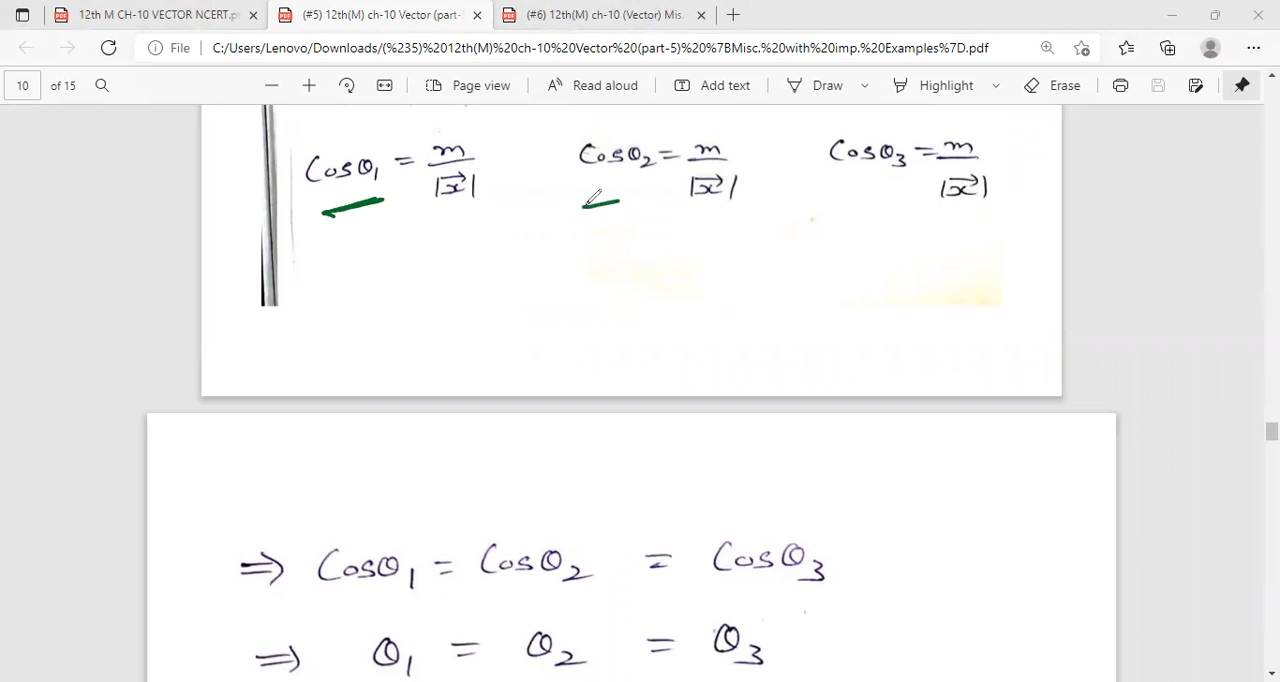 12th M CH-10 VECTOR NCERT.p
(#5) 12th(M) ch-10 Vector (part-
(#6) 12th(M) ch-10 (Vector) Mis.
File C:/Users/Lenovo/Downloads/(%235)%2012th(M)%20ch-10%20Vector%20(part-5)%20%7BMisc.%20with%20imp.%20Examples%7D.pdf
10 of 15 Page view Read aloud Add text Draw Highlight Erase
Cosθ₁ = m/|x⃗| Cosθ₂ = m/|x⃗| Cosθ₃ = m/|x⃗|
⇒ Cosθ₁ = Cosθ₂ = Cosθ₃
⇒ θ₁ = θ₂ = θ₃